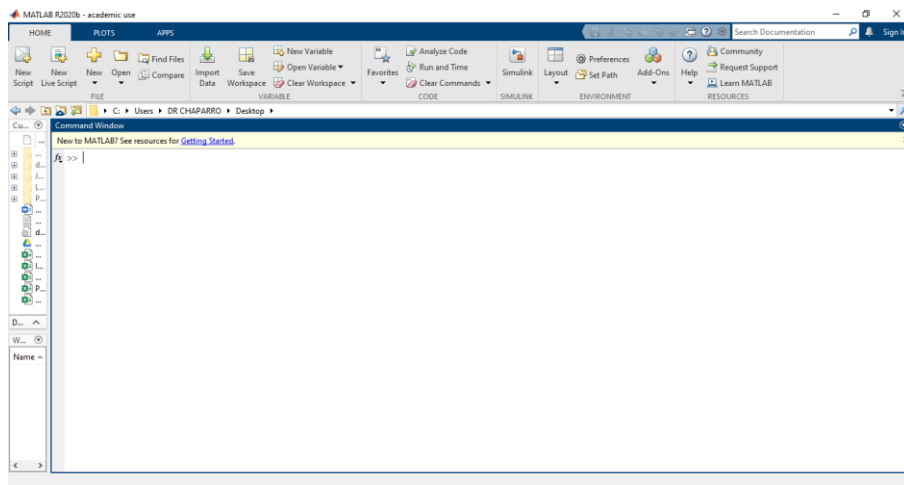 MATLAB R2020b - academic use
HOME PLOTS APPS
Search Documentation Sign In
New Script
New Live Script
New
Open
Find Files
Compare
Import Data
Save Workspace
New Variable
Open Variable
Clear Workspace
Favorites
Analyze Code
Run and Time
Clear Commands
Simulink
Layout
Preferences
Set Path
Add-Ons
Help
Community
Request Support
Learn MATLAB
FILE VARIABLE CODE SIMULINK ENVIRONMENT RESOURCES
C: Users DR CHAPARRO Desktop
Cu... Command Window
New to MATLAB? See resources for Getting Started.
fx >>
...
d...
J...
L...
P...
...
...
d...
...
...
I...
...
P...
...
D...
W...
Name